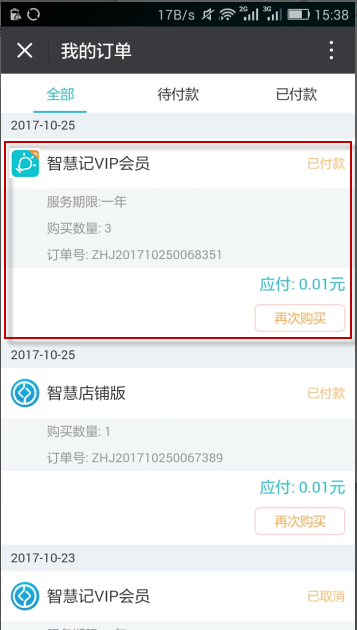 17B/s 2G 3G 15:38
我的订单
全部 待付款 已付款
2017-10-25
智慧记VIP会员 已付款
服务期限:一年
购买数量: 3
订单号: ZHJ201710250068351
应付: 0.01元
再次购买
2017-10-25
智慧店铺版 已付款
购买数量: 1
订单号: ZHJ201710250067389
应付: 0.01元
再次购买
2017-10-23
智慧记VIP会员 已取消